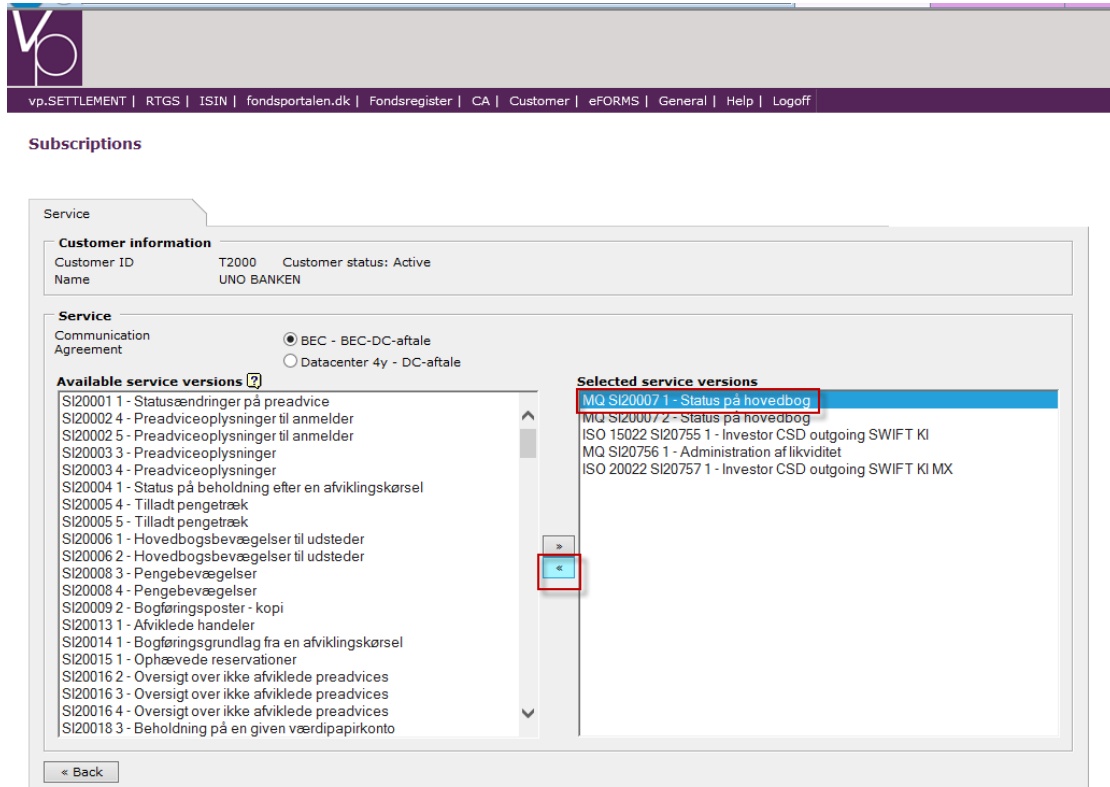 Vp
vp.SETTLEMENT | RTGS | ISIN | fondsportalen.dk | Fondsregister | CA | Customer | eFORMS | General | Help | Logoff
Subscriptions
Service
Customer information
Customer ID T2000 Customer status: Active
Name UNO BANKEN
Service
Communication
Agreement
BEC - BEC-DC-aftale
Datacenter 4y - DC-aftale
Available service versions [?]
SI20001 1 - Statusændringer på preadvice
SI20002 4 - Preadviceoplysninger til anmelder
SI20002 5 - Preadviceoplysninger til anmelder
SI20003 3 - Preadviceoplysninger
SI20003 4 - Preadviceoplysninger
SI20004 1 - Status på beholdning efter en afviklingskørsel
SI20005 4 - Tilladt pengetræk
SI20005 5 - Tilladt pengetræk
SI20006 1 - Hovedbogsbevægelser til udsteder
SI20006 2 - Hovedbogsbevægelser til udsteder
SI20008 3 - Pengebevægelser
SI20008 4 - Pengebevægelser
SI20009 2 - Bogføringsposter - kopi
SI20013 1 - Afviklede handeler
SI20014 1 - Bogføringsgrundlag fra en afviklingskørsel
SI20015 1 - Ophævede reservationer
SI20016 2 - Oversigt over ikke afviklede preadvices
SI20016 3 - Oversigt over ikke afviklede preadvices
SI20016 4 - Oversigt over ikke afviklede preadvices
SI20018 3 - Beholdning på en given værdipapirkonto
»
«
Selected service versions
MQ SI20007 1 - Status på hovedbog
MQ SI20007 2 - Status på hovedbog
ISO 15022 SI20755 1 - Investor CSD outgoing SWIFT KI
MQ SI20756 1 - Administration af likviditet
ISO 20022 SI20757 1 - Investor CSD outgoing SWIFT KI MX
« Back